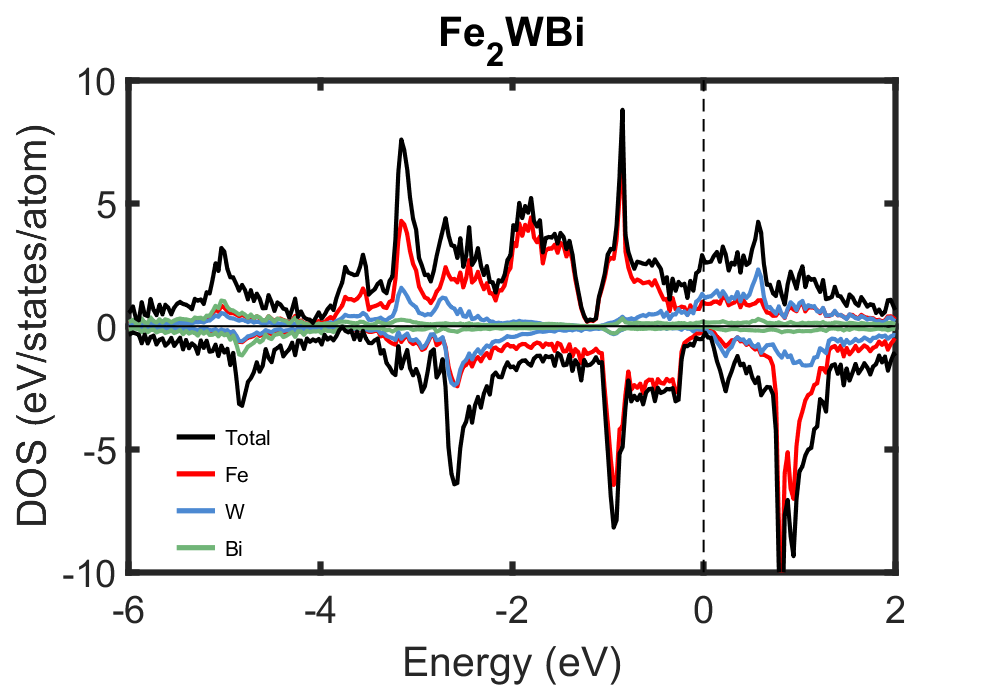 Fe₂WBi
10
5
0
-5
-10
DOS (eV/states/atom)
Total
Fe
W
Bi
-6
-4
-2
0
2
Energy (eV)